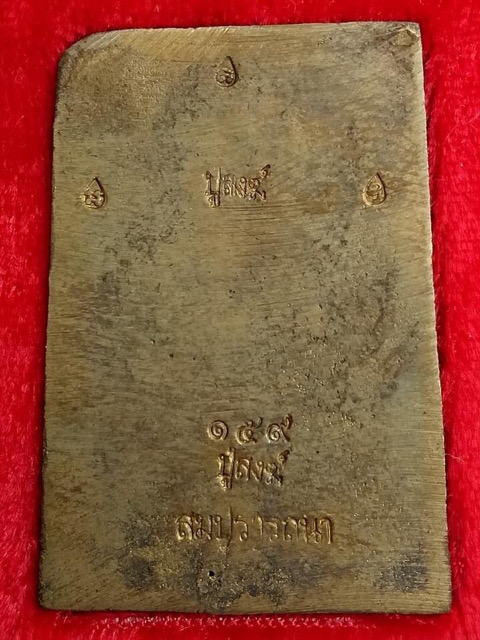 ปู่สงฆ์
๑๕๙
ปู่สงฆ์
สมปรารถนา